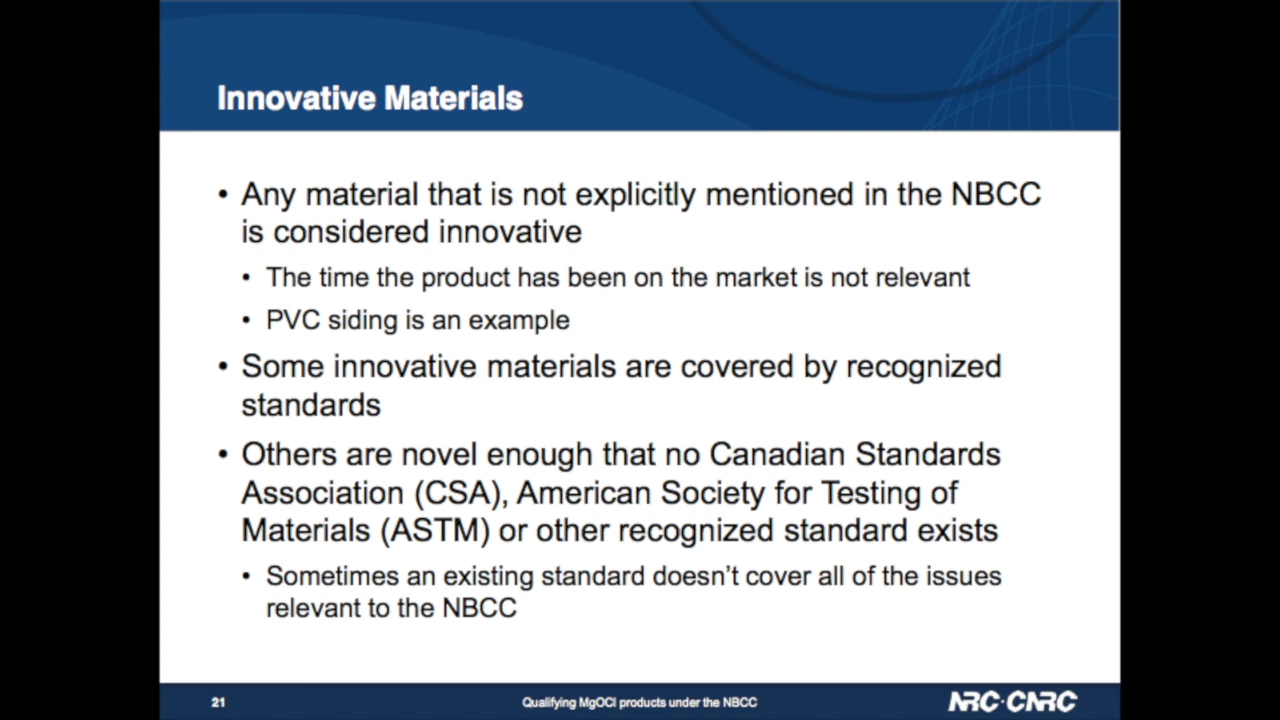 Innovative Materials
• Any material that is not explicitly mentioned in the NBCC
is considered innovative
• The time the product has been on the market is not relevant
• PVC siding is an example
• Some innovative materials are covered by recognized
standards
• Others are novel enough that no Canadian Standards
Association (CSA), American Society for Testing of
Materials (ASTM) or other recognized standard exists
• Sometimes an existing standard doesn’t cover all of the issues
relevant to the NBCC
21
Qualifying MgOCl products under the NBCC
NRC·CNRC